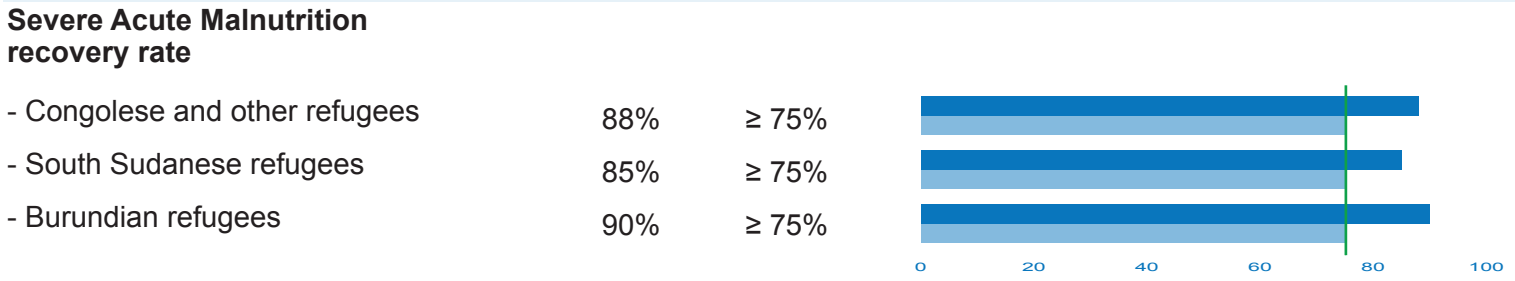 Severe Acute Malnutrition
recovery rate
- Congolese and other refugees 88% ≥ 75%
- South Sudanese refugees 85% ≥ 75%
- Burundian refugees 90% ≥ 75%
0 20 40 60 80 100